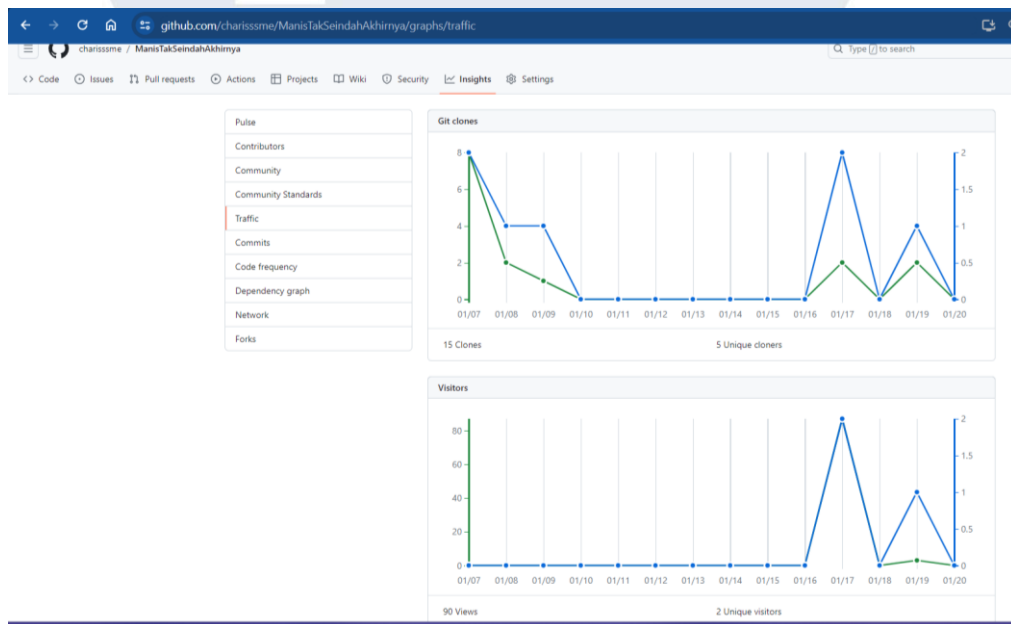 github.com/charisssme/ManisTakSeindahAkhirnya/graphs/traffic
charisssme / ManisTakSeindahAkhirnya
Type / to search
Code Issues Pull requests Actions Projects Wiki Security Insights Settings
Pulse
Contributors
Community
Community Standards
Traffic
Commits
Code frequency
Dependency graph
Network
Forks
Git clones
8 2
6 1.5
4 1
2 0.5
0 0
01/07 01/08 01/09 01/10 01/11 01/12 01/13 01/14 01/15 01/16 01/17 01/18 01/19 01/20
15 Clones 5 Unique cloners
Visitors
2
80
1.5
60
1
40
0.5
20
0 0
01/07 01/08 01/09 01/10 01/11 01/12 01/13 01/14 01/15 01/16 01/17 01/18 01/19 01/20
90 Views 2 Unique visitors